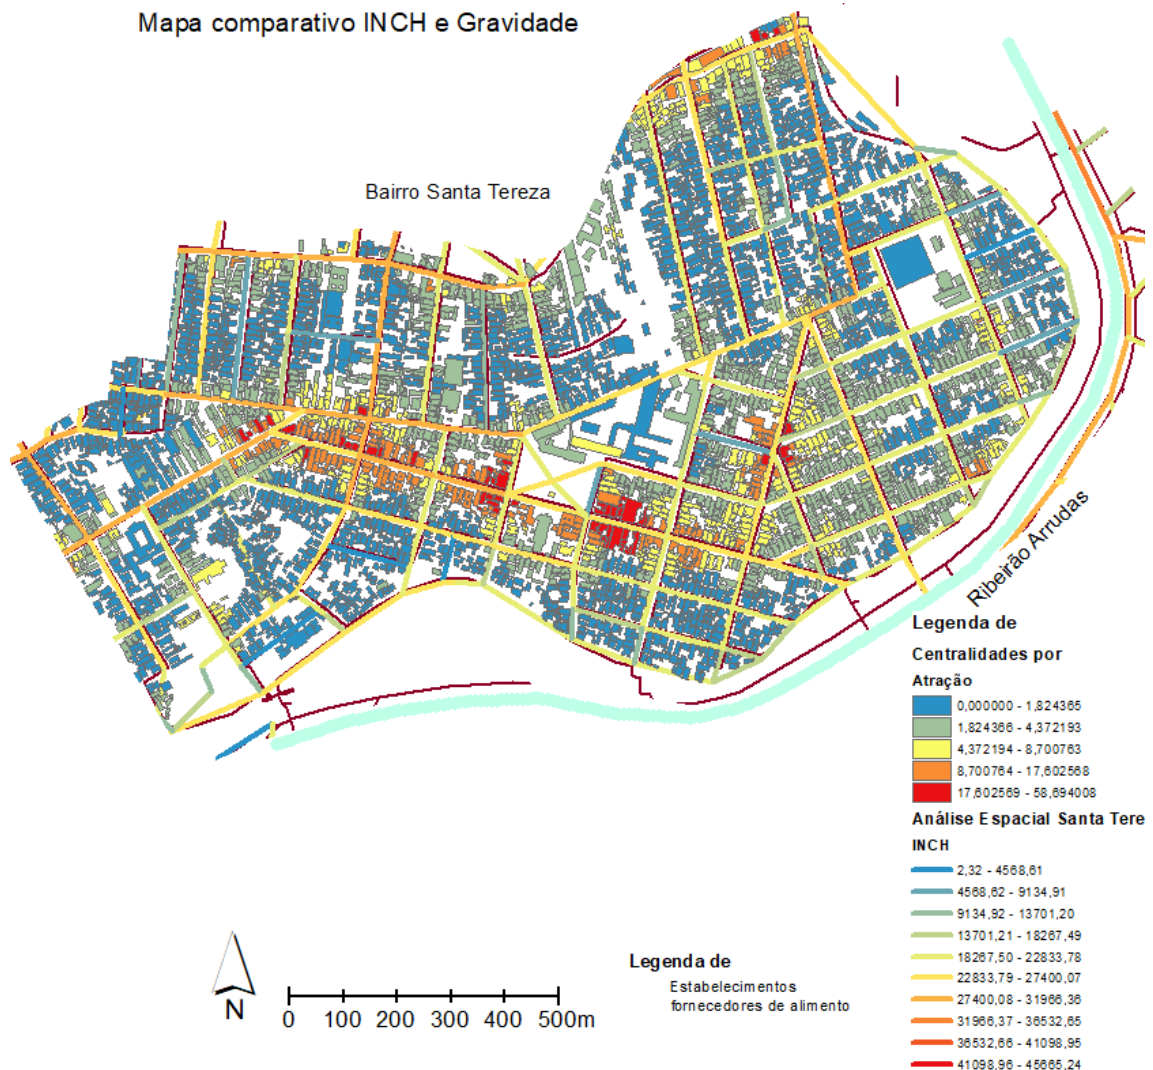 Mapa comparativo INCH e Gravidade
Bairro Santa Tereza
Ribeirão Arrudas
Legenda de
Centralidades por
Atração
0,000000 - 1,824365
1,824366 - 4,372193
4,372194 - 8,700763
8,700764 - 17,602568
17,602569 - 58,694008
Análise Espacial Santa Tere
INCH
2,32 - 4568,61
4568,62 - 9134,91
9134,92 - 13701,20
13701,21 - 18267,49
18267,50 - 22833,78
22833,79 - 27400,07
27400,08 - 31966,36
31966,37 - 36532,65
36532,66 - 41098,95
41098,96 - 45665,24
Legenda de
Estabelecimentos
fornecedores de alimento
N
0 100 200 300 400 500m